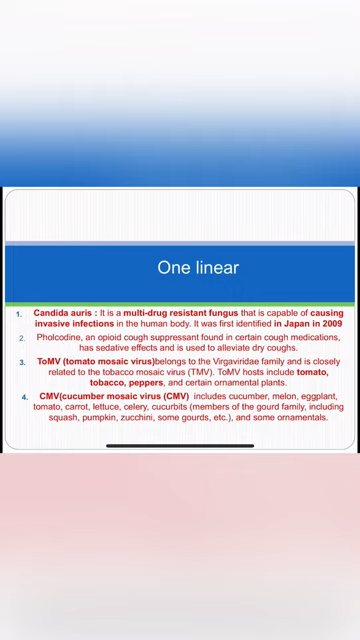 One linear
1. Candida auris : It is a multi-drug resistant fungus that is capable of causing
invasive infections in the human body. It was first identified in Japan in 2009
2. Pholcodine, an opioid cough suppressant found in certain cough medications,
has sedative effects and is used to alleviate dry coughs.
3. ToMV (tomato mosaic virus)belongs to the Virgaviridae family and is closely
related to the tobacco mosaic virus (TMV). ToMV hosts include tomato,
tobacco, peppers, and certain ornamental plants.
4. CMV(cucumber mosaic virus (CMV) includes cucumber, melon, eggplant,
tomato, carrot, lettuce, celery, cucurbits (members of the gourd family, including
squash, pumpkin, zucchini, some gourds, etc.), and some ornamentals.